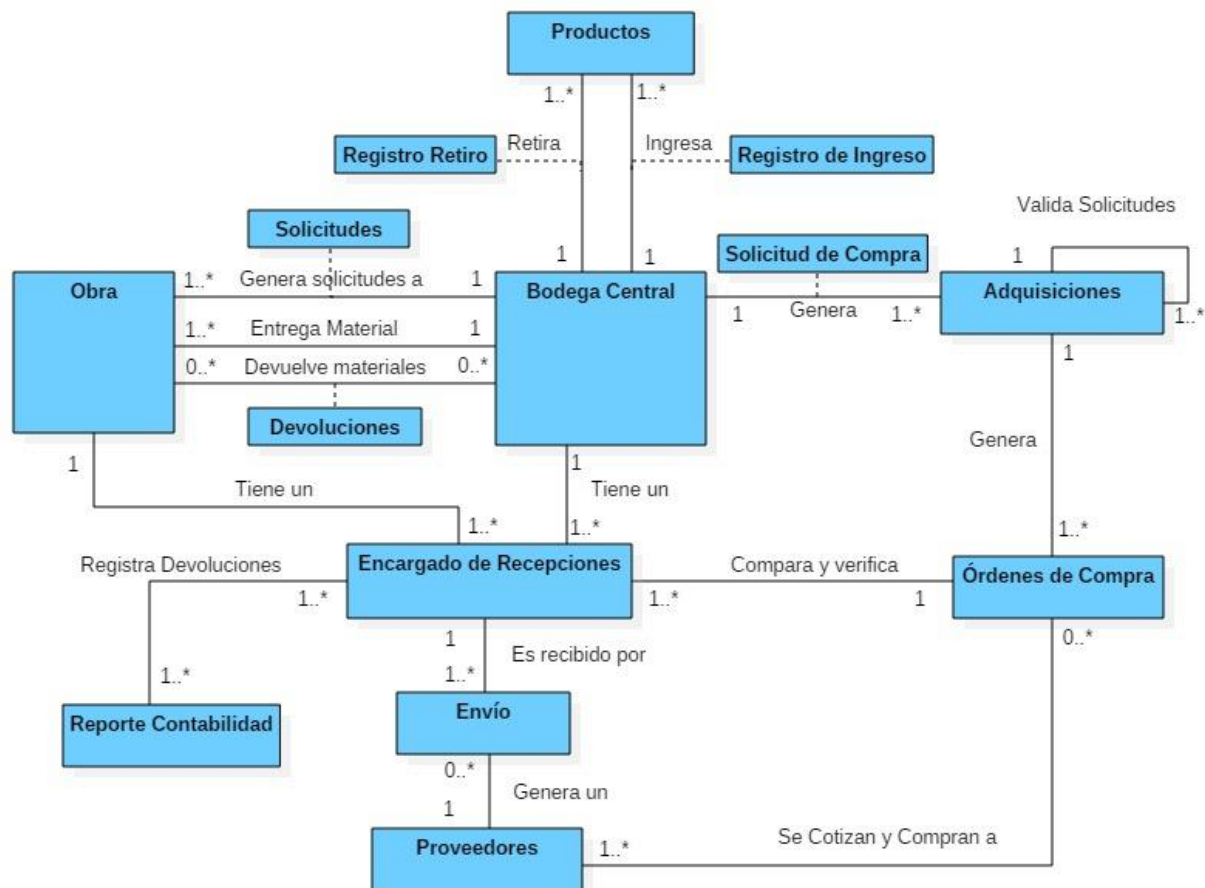 Productos
1..*
1..*
Registro Retiro
Retira
Ingresa
Registro de Ingreso
Valida Solicitudes
Solicitudes
Solicitud de Compra
1
1
1
Obra
1..*
Genera solicitudes a
1
Bodega Central
1
Genera
1..*
Adquisiciones
1..*
1..*
Entrega Material
1
0..*
Devuelve materiales
0..*
1
Devoluciones
Genera
1
1
Tiene un
Tiene un
1..*
1..*
1..*
Registra Devoluciones
Encargado de Recepciones
Compara y verifica
Órdenes de Compra
1..*
1..*
1
1
Es recibido por
0..*
1..*
1..*
Reporte Contabilidad
Envío
0..*
Genera un
1
Proveedores
1..*
Se Cotizan y Compran a